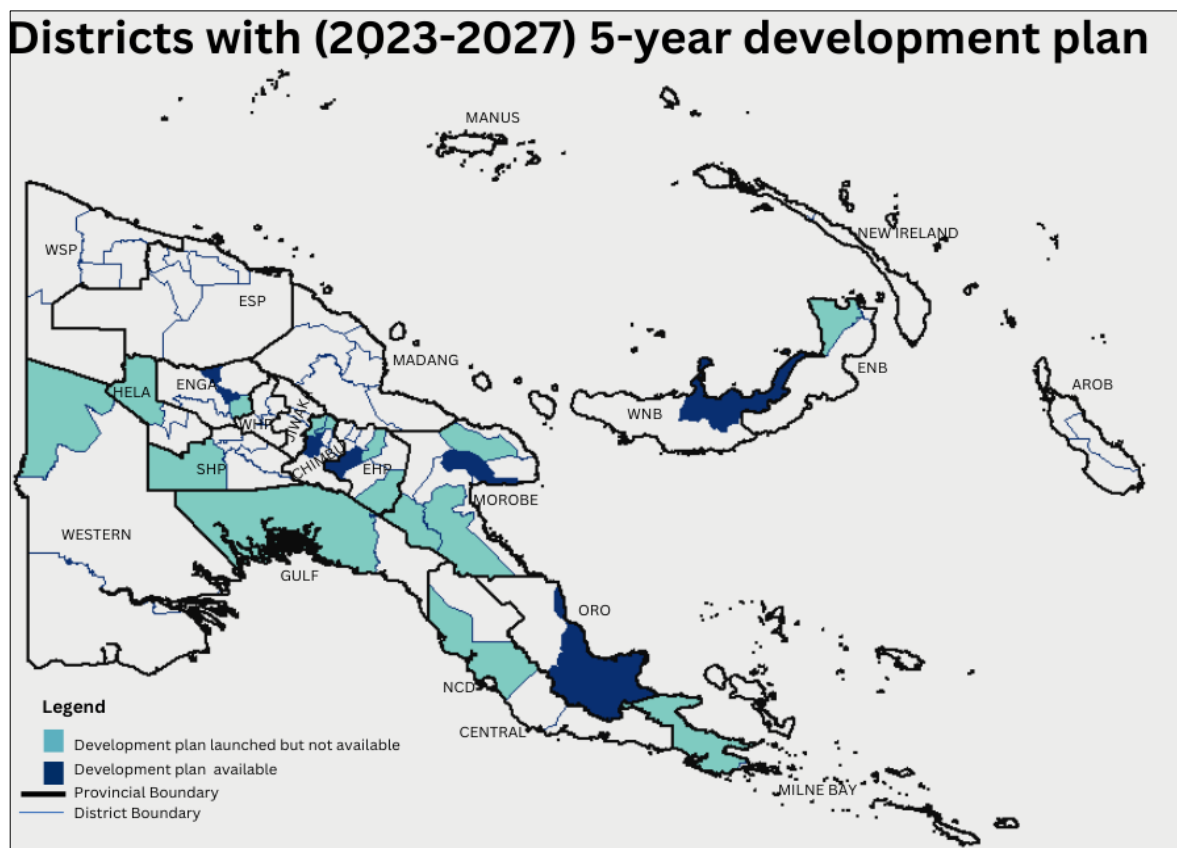 Districts with (2023-2027) 5-year development plan
MANUS
NEW IRELAND
WSP
ESP
MADANG
ENB
AROB
HELA
ENGA
WHP
JIWAKA
WNB
SHP
CHIMBU
EHP
MOROBE
WESTERN
GULF
ORO
NCD
CENTRAL
MILNE BAY
Legend
Development plan launched but not available
Development plan available
Provincial Boundary
District Boundary